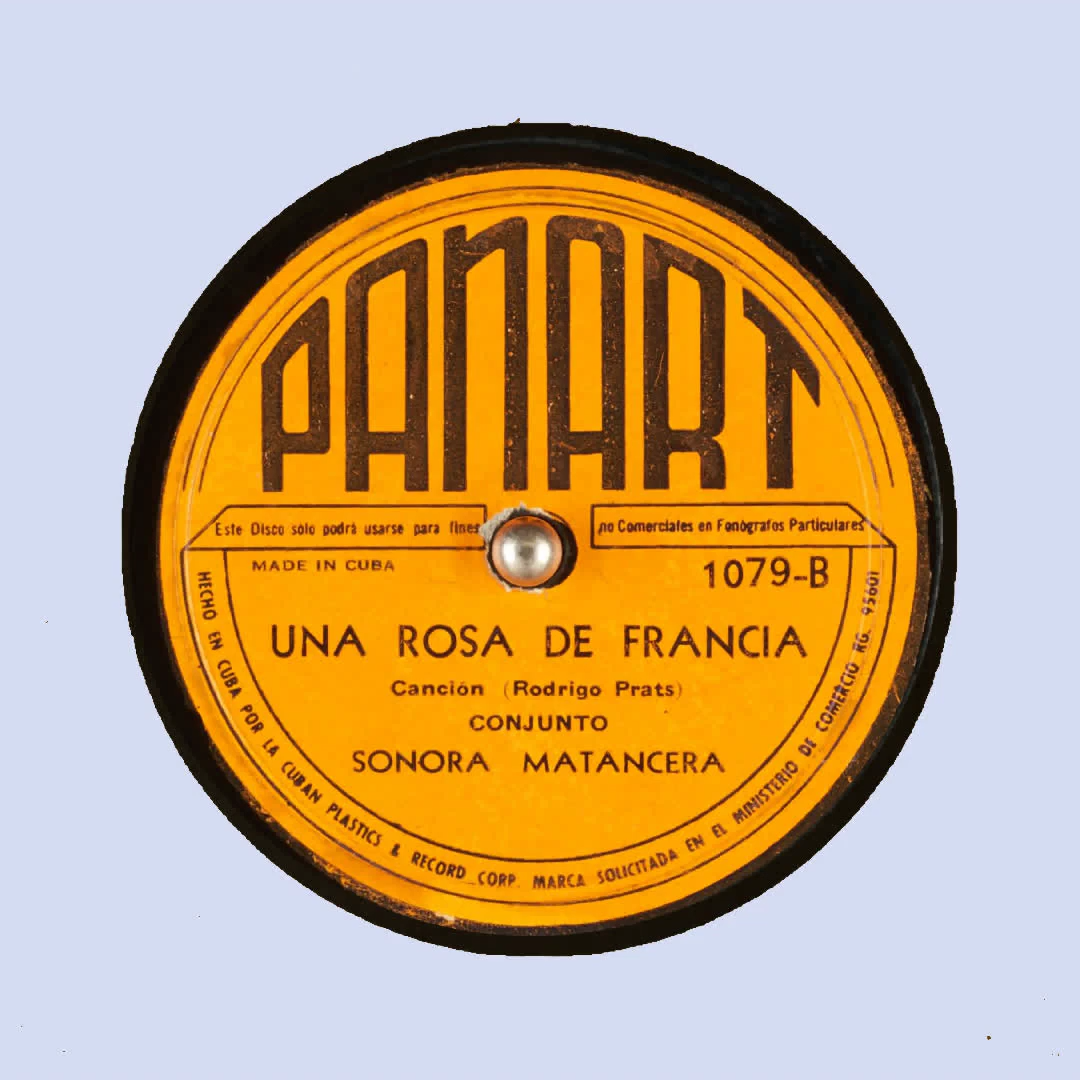 PANART
Este Disco sólo podrá usarse para fines no Comerciales en Fonógrafos Particulares
MADE IN CUBA
1079-B
UNA ROSA DE FRANCIA
Canción (Rodrigo Prats)
CONJUNTO
SONORA MATANCERA
HECHO EN CUBA POR LA CUBAN PLASTICS & RECORD CORP. MARCA SOLICITADA EN EL MINISTERIO DE COMERCIO RG. 95601